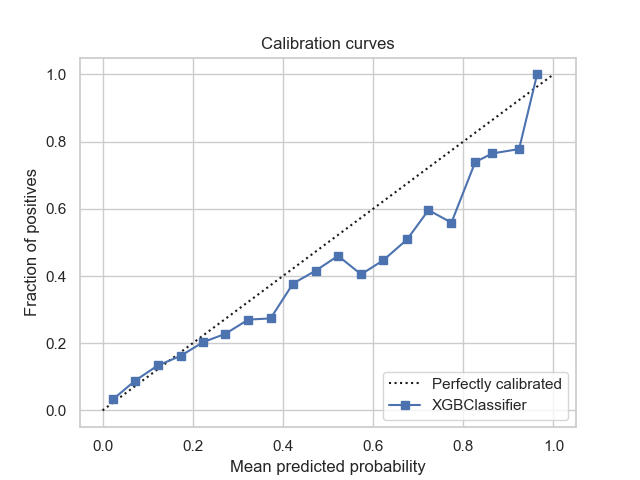 Calibration curves
1.0
0.8
0.6
0.4
0.2
0.0
Fraction of positives
Perfectly calibrated
XGBClassifier
0.0 0.2 0.4 0.6 0.8 1.0
Mean predicted probability